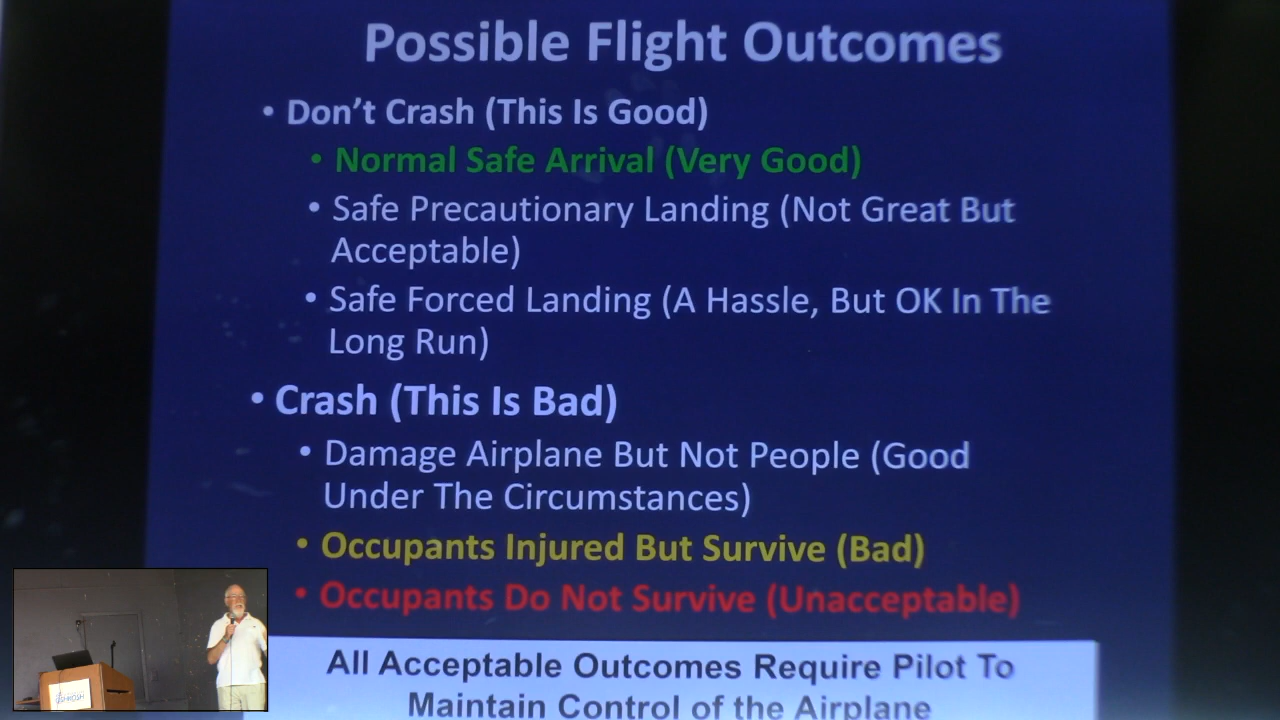 Possible Flight Outcomes
• Don't Crash (This Is Good)
• Normal Safe Arrival (Very Good)
• Safe Precautionary Landing (Not Great But
Acceptable)
• Safe Forced Landing (A Hassle, But OK In The
Long Run)
• Crash (This Is Bad)
• Damage Airplane But Not People (Good
Under The Circumstances)
• Occupants Injured But Survive (Bad)
• Occupants Do Not Survive (Unacceptable)
All Acceptable Outcomes Require Pilot To
Maintain Control of the Airplane